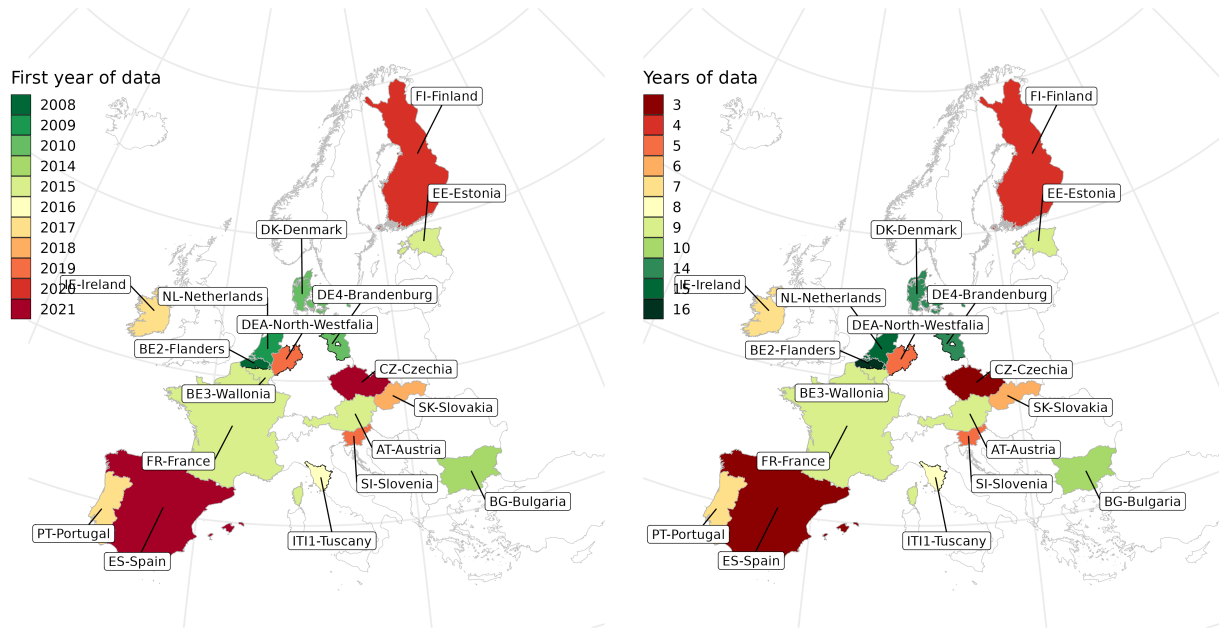 First year of data
2008
2009
2010
2014
2015
2016
2017
2018
2019
2020
2021
FI-Finland
EE-Estonia
DK-Denmark
IE-Ireland
NL-Netherlands
DE4-Brandenburg
DEA-North-Westfalia
BE2-Flanders
CZ-Czechia
BE3-Wallonia
SK-Slovakia
AT-Austria
FR-France
SI-Slovenia
BG-Bulgaria
PT-Portugal
ITI1-Tuscany
ES-Spain
Years of data
3
4
5
6
7
8
9
10
14
15
16
FI-Finland
EE-Estonia
DK-Denmark
IE-Ireland
NL-Netherlands
DE4-Brandenburg
DEA-North-Westfalia
BE2-Flanders
CZ-Czechia
BE3-Wallonia
SK-Slovakia
AT-Austria
FR-France
SI-Slovenia
BG-Bulgaria
PT-Portugal
ITI1-Tuscany
ES-Spain